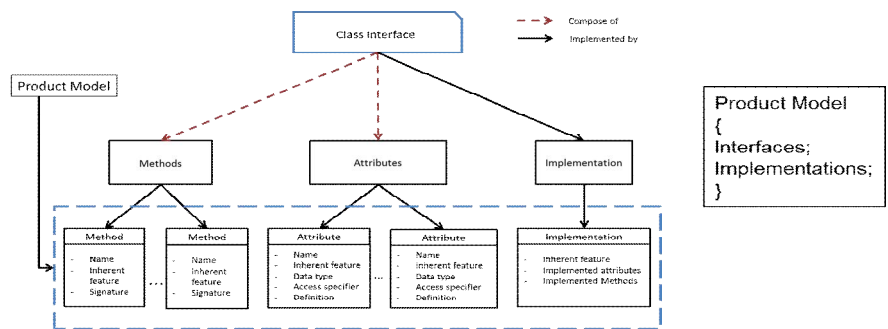 Class Interface
Compose of
Implemented by
Product Model
Methods
Attributes
Implementation
Method
- Name
- Inherent
feature
- Signature
...
Method
- Name
- Inherent
feature
- Signature
Attribute
- Name
- Inherent feature
- Data type
- Access specifier
- Definition
...
Attribute
- Name
- Inherent feature
- Data type
- Access specifier
- Definition
Implementation
- Inherent feature
- Implemented attributes
- Implemented Methods
Product Model
{
Interfaces;
Implementations;
}